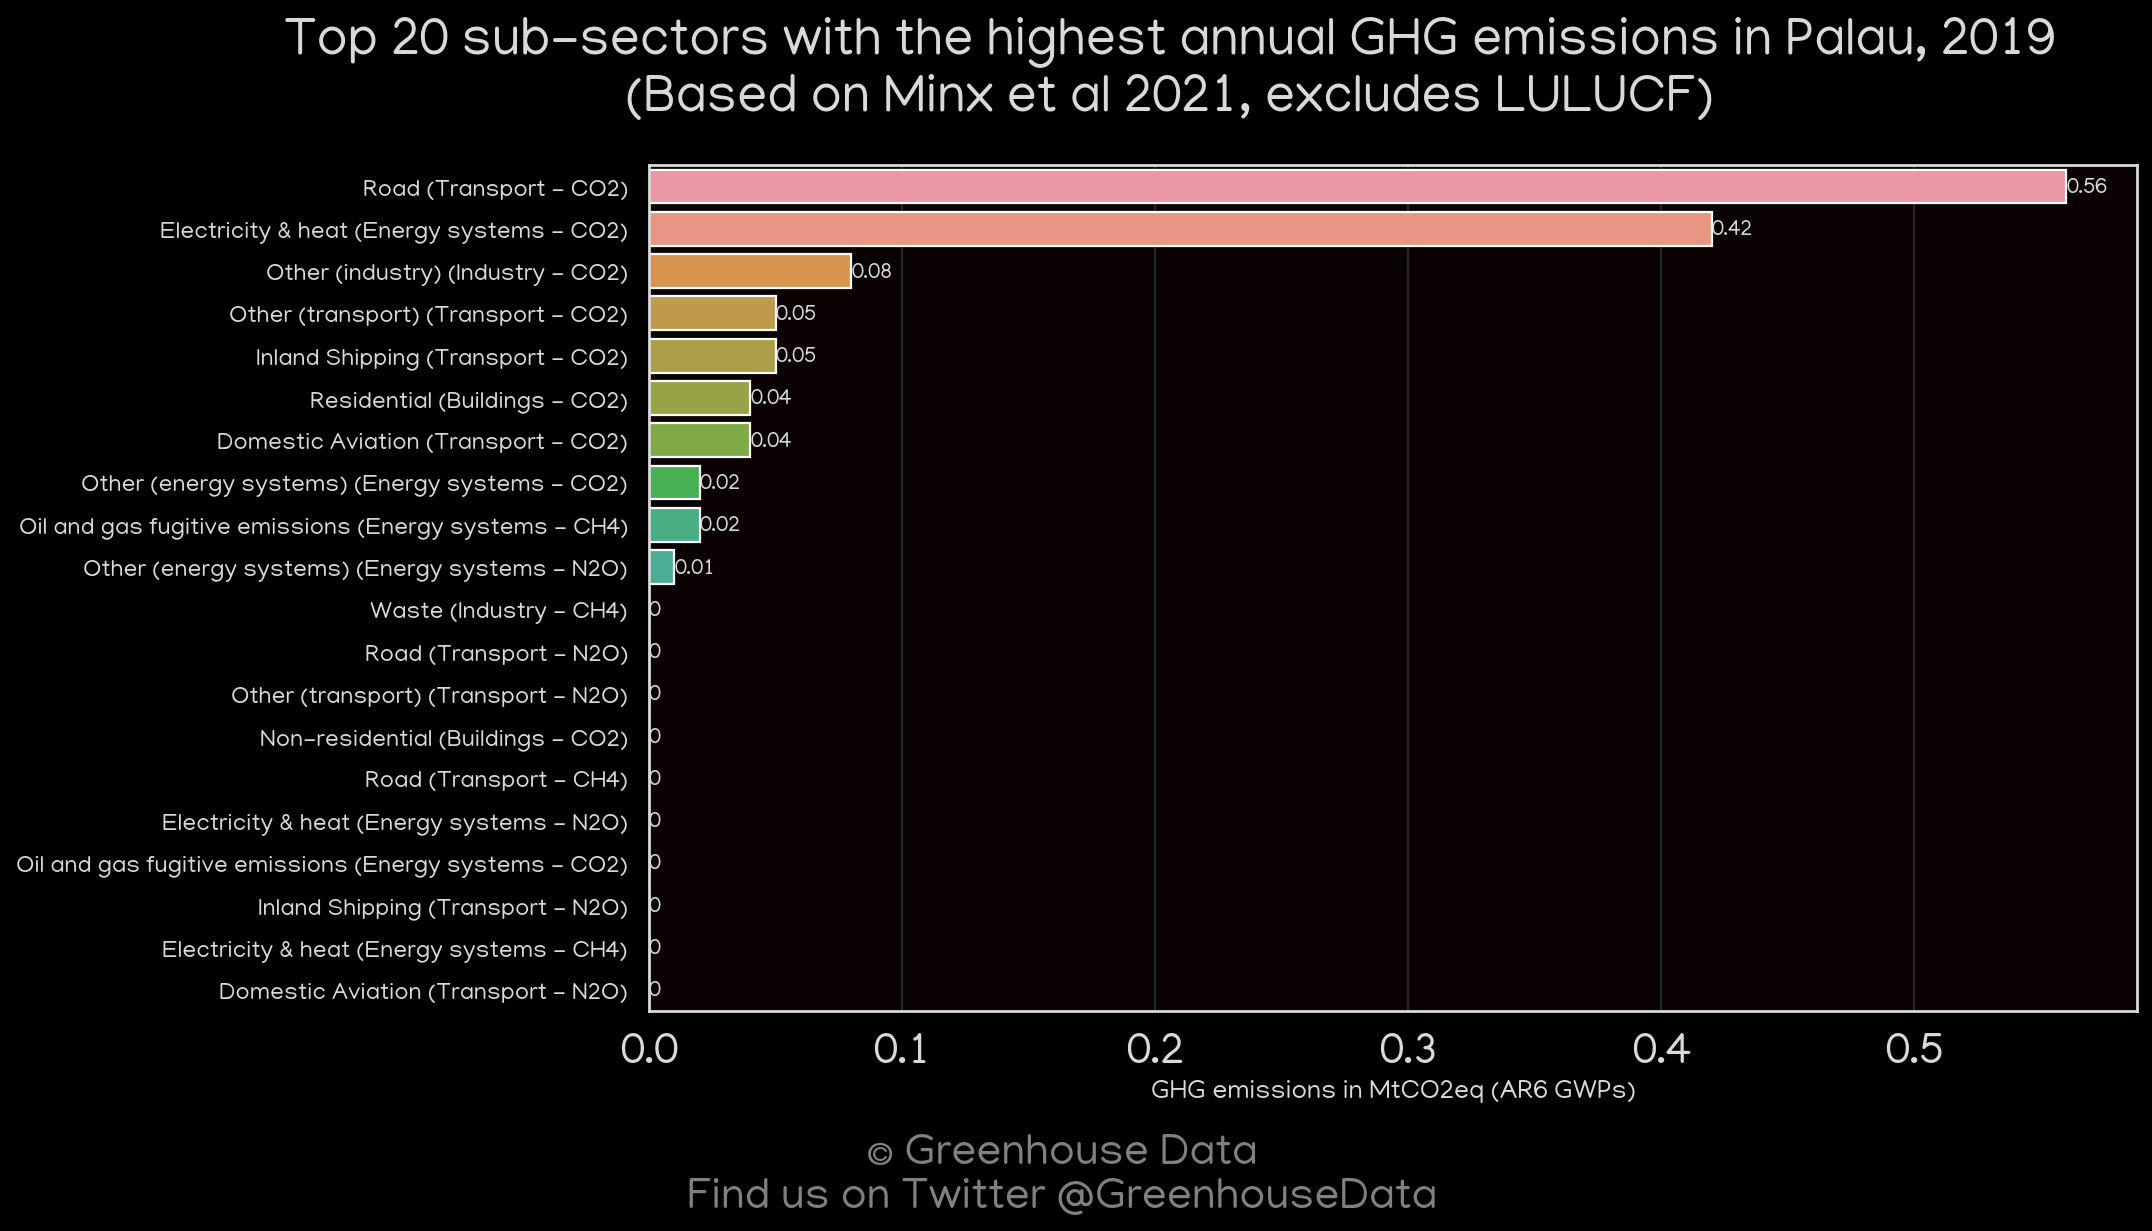 Top 20 sub-sectors with the highest annual GHG emissions in Palau, 2019
(Based on Minx et al 2021, excludes LULUCF)
Road (Transport - CO2) 0.56
Electricity & heat (Energy systems - CO2) 0.42
Other (industry) (Industry - CO2) 0.08
Other (transport) (Transport - CO2) 0.05
Inland Shipping (Transport - CO2) 0.05
Residential (Buildings - CO2) 0.04
Domestic Aviation (Transport - CO2) 0.04
Other (energy systems) (Energy systems - CO2) 0.02
Oil and gas fugitive emissions (Energy systems - CH4) 0.02
Other (energy systems) (Energy systems - N2O) 0.01
Waste (Industry - CH4) 0
Road (Transport - N2O) 0
Other (transport) (Transport - N2O) 0
Non-residential (Buildings - CO2) 0
Road (Transport - CH4) 0
Electricity & heat (Energy systems - N2O) 0
Oil and gas fugitive emissions (Energy systems - CO2) 0
Inland Shipping (Transport - N2O) 0
Electricity & heat (Energy systems - CH4) 0
Domestic Aviation (Transport - N2O) 0
0.0 0.1 0.2 0.3 0.4 0.5
GHG emissions in MtCO2eq (AR6 GWPs)
© Greenhouse Data
Find us on Twitter @GreenhouseData